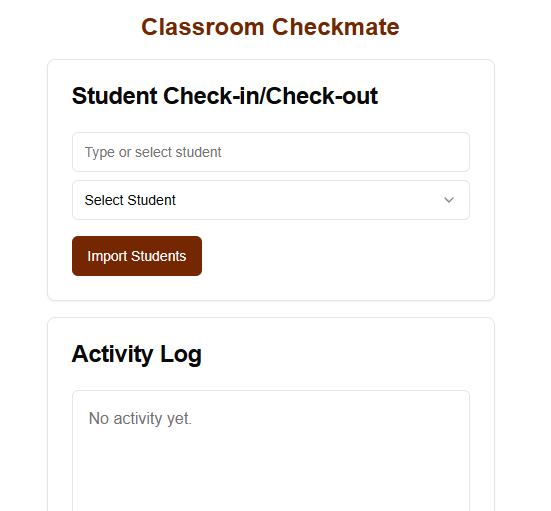 Classroom Checkmate
Student Check-in/Check-out
Type or select student
Select Student
Import Students
Activity Log
No activity yet.